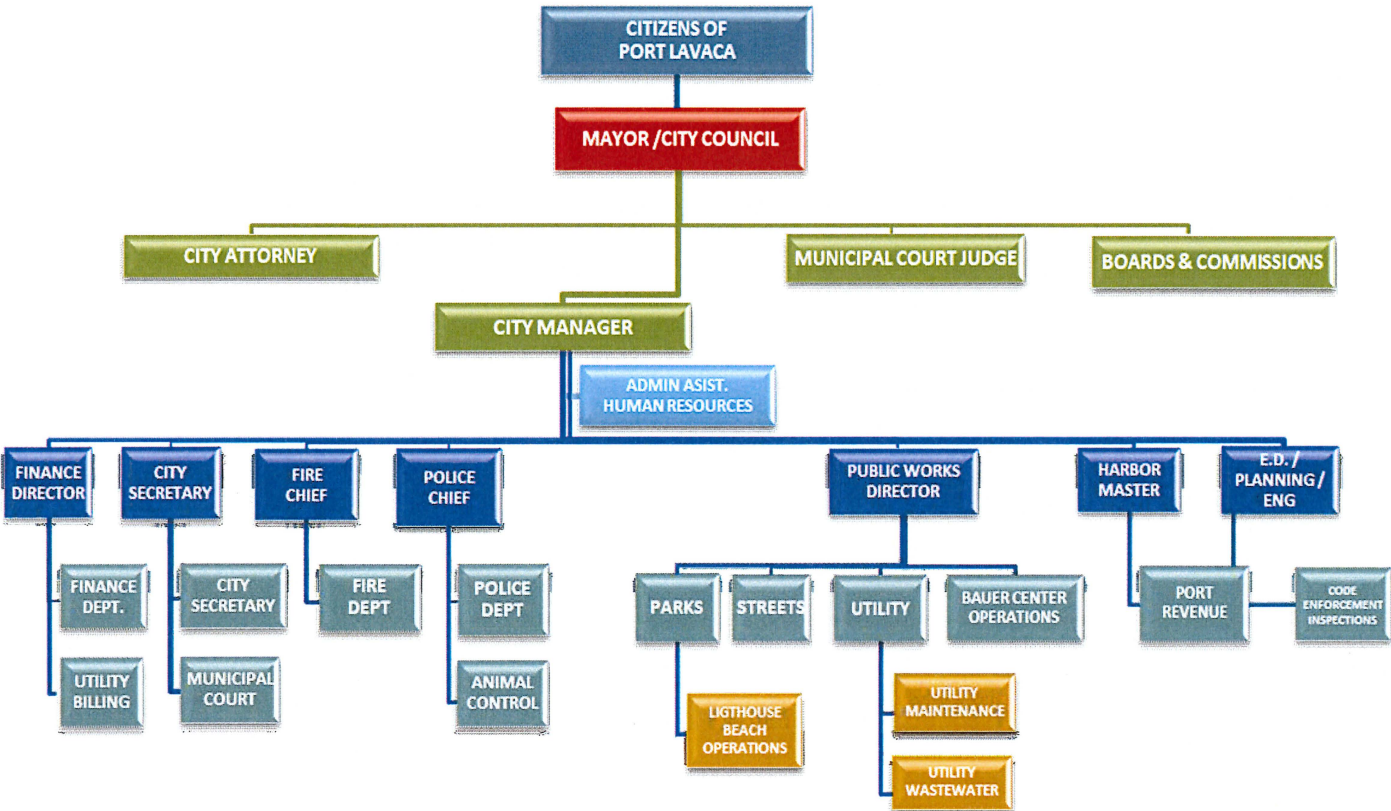 CITIZENS OF
PORT LAVACA
MAYOR /CITY COUNCIL
CITY ATTORNEY
MUNICIPAL COURT JUDGE
BOARDS & COMMISSIONS
CITY MANAGER
ADMIN ASIST.
HUMAN RESOURCES
FINANCE
DIRECTOR
CITY
SECRETARY
FIRE
CHIEF
POLICE
CHIEF
PUBLIC WORKS
DIRECTOR
HARBOR
MASTER
E.D. /
PLANNING /
ENG
FINANCE
DEPT.
CITY
SECRETARY
FIRE
DEPT
POLICE
DEPT
PARKS
STREETS
UTILITY
BAUER CENTER
OPERATIONS
PORT
REVENUE
CODE
ENFORCEMENT
INSPECTIONS
UTILITY
BILLING
MUNICIPAL
COURT
ANIMAL
CONTROL
LIGTHOUSE
BEACH
OPERATIONS
UTILITY
MAINTENANCE
UTILITY
WASTEWATER